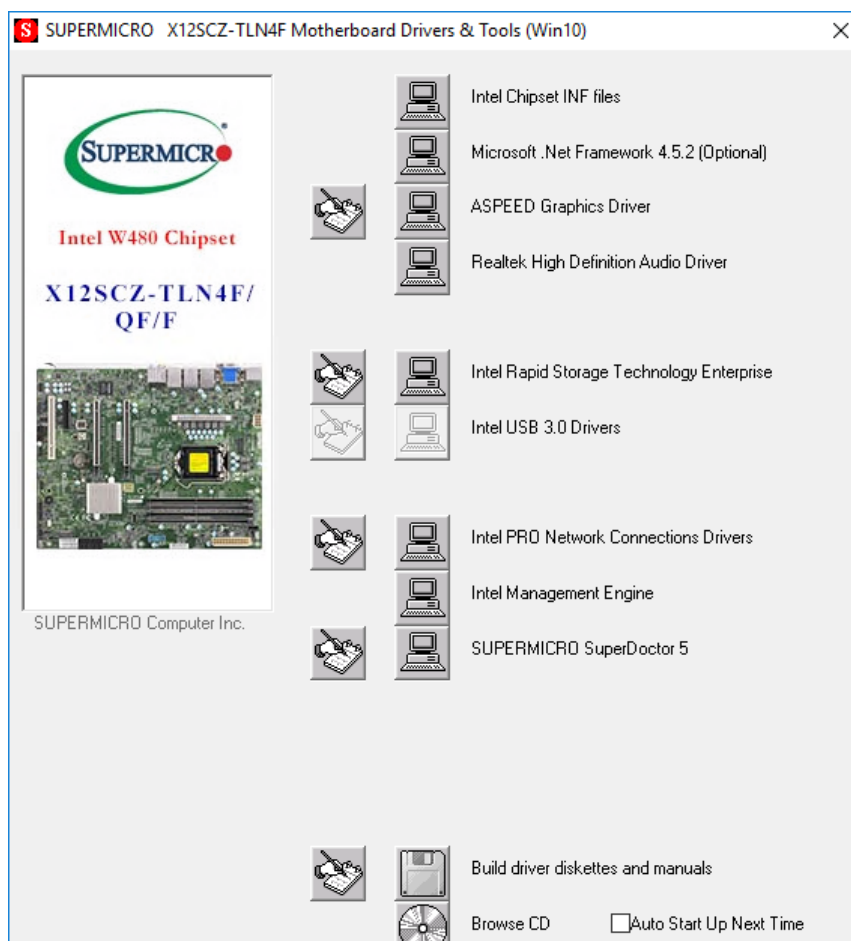 S SUPERMICRO X12SCZ-TLN4F Motherboard Drivers & Tools (Win10)
SUPERMICRO
Intel W480 Chipset
X12SCZ-TLN4F/
QF/F
SUPERMICRO Computer Inc.
Intel Chipset INF files
Microsoft .Net Framework 4.5.2 (Optional)
ASPEED Graphics Driver
Realtek High Definition Audio Driver
Intel Rapid Storage Technology Enterprise
Intel USB 3.0 Drivers
Intel PRO Network Connections Drivers
Intel Management Engine
SUPERMICRO SuperDoctor 5
Build driver diskettes and manuals
Browse CD Auto Start Up Next Time